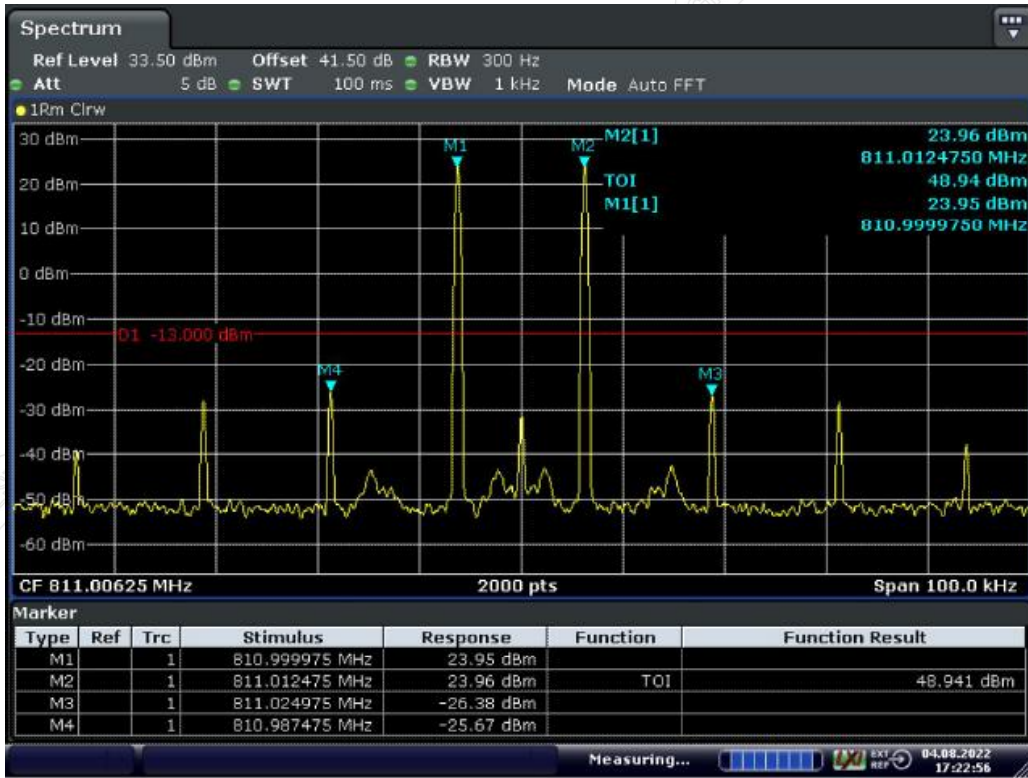 Spectrum
Ref Level 33.50 dBm Offset 41.50 dB RBW 300 Hz
Att 5 dB SWT 100 ms VBW 1 kHz Mode Auto FFT
1Rm Clrw
30 dBm
M1
M2
M2[1] 23.96 dBm
811.0124750 MHz
20 dBm
TOI 48.94 dBm
M1[1] 23.95 dBm
10 dBm
810.9999750 MHz
0 dBm
-10 dBm
D1 -13.000 dBm
-20 dBm
M4
M3
-30 dBm
-40 dBm
-50 dBm
-60 dBm
CF 811.00625 MHz 2000 pts Span 100.0 kHz
Marker
Type Ref Trc Stimulus Response Function Function Result
M1 1 810.999975 MHz 23.95 dBm
M2 1 811.012475 MHz 23.96 dBm TOI 48.941 dBm
M3 1 811.024975 MHz -26.38 dBm
M4 1 810.987475 MHz -25.67 dBm
Measuring... LXI EXT REF 04.08.2022
17:22:56